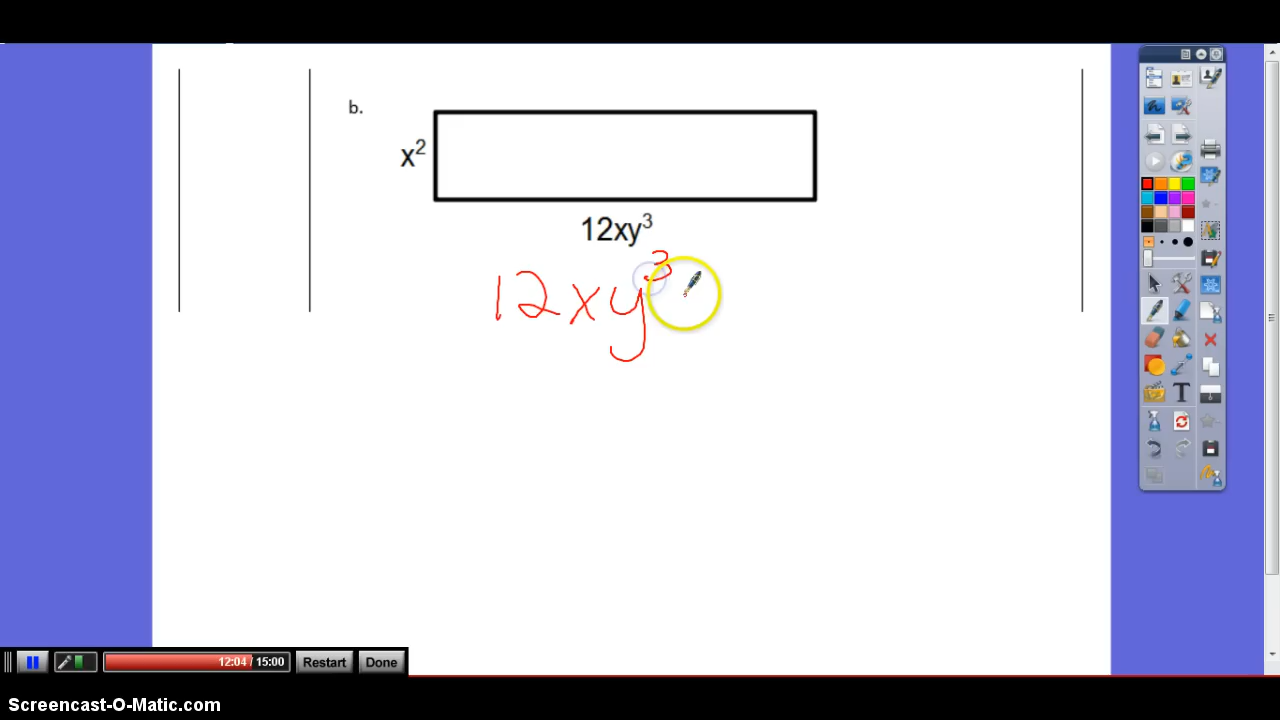 b.
x²
12xy³
12xy³
T
12:04 / 15:00 Restart Done
Screencast-O-Matic.com